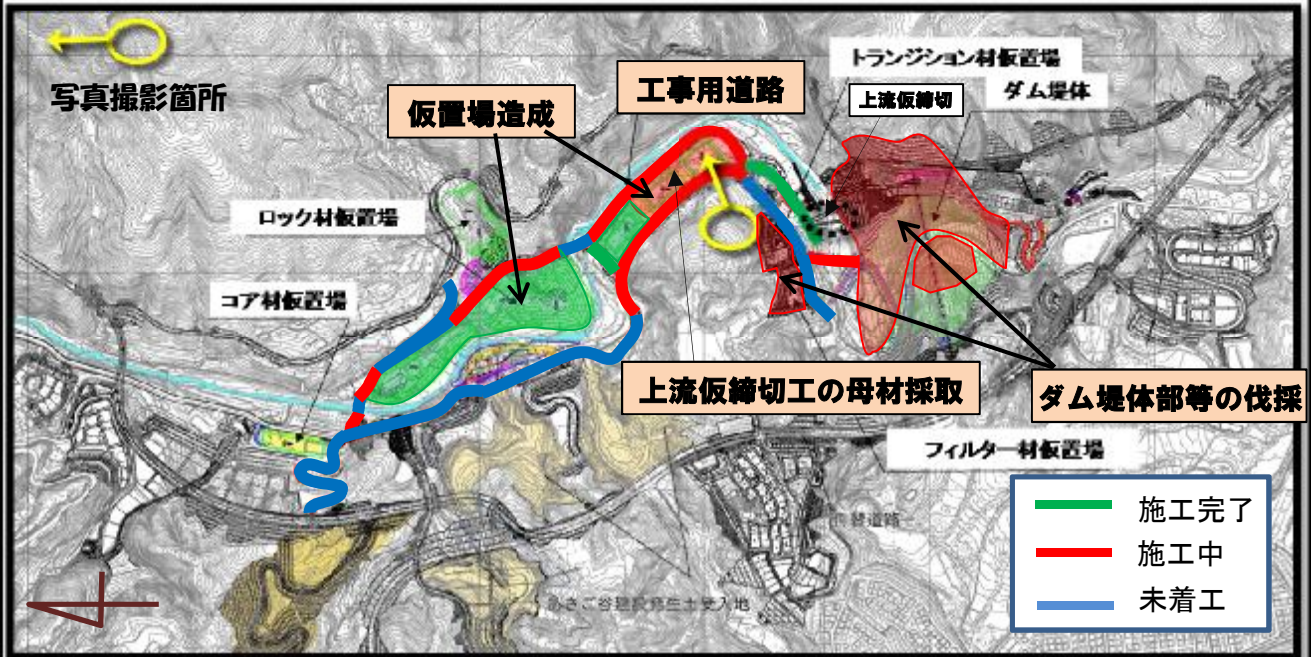 写真撮影箇所
仮置場造成
工事用道路
トランジション材仮置場
上流仮締切
ダム堤体
ロック材仮置場
コア材仮置場
上流仮締切工の母材採取
ダム堤体部等の伐採
フィルター材仮置場
施工完了
施工中
未着工